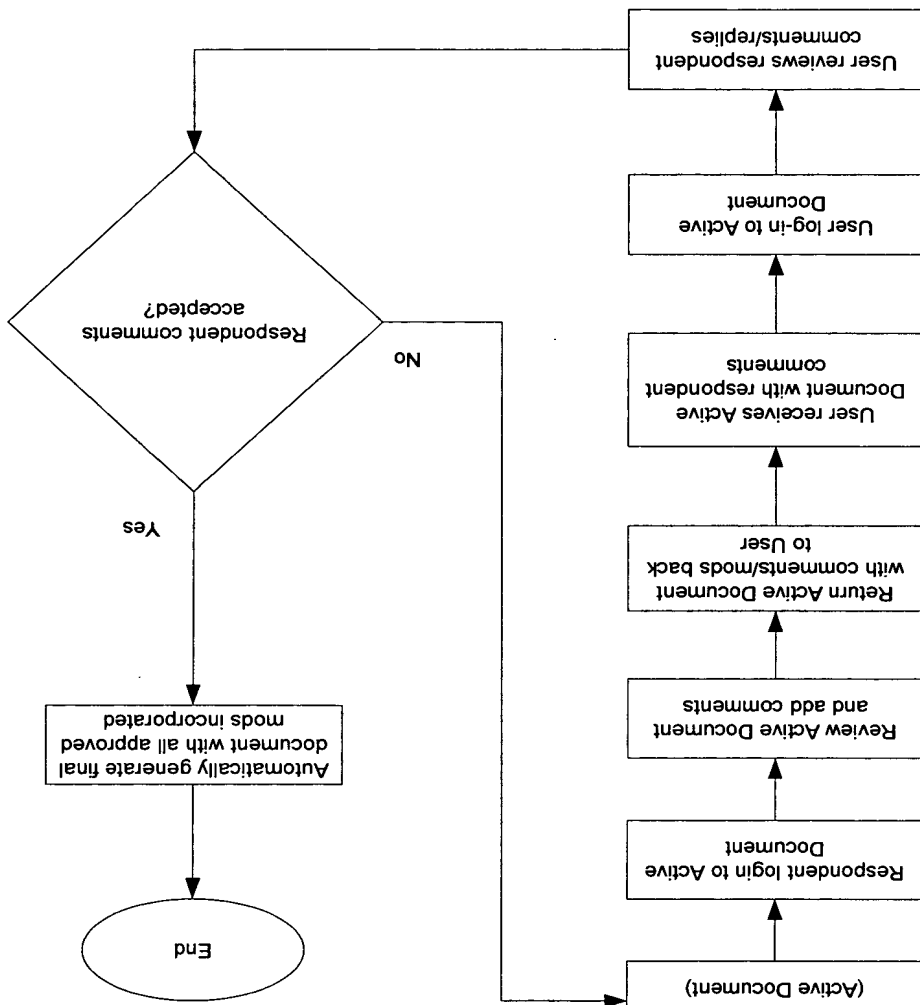 (Active Document)
Respondent login to Active
Document
Review Active Document
and add comments
Return Active Document
with comments/mods back
to User
User receives Active
Document with respondent
comments
User log-in to Active
Document
User reviews respondent
comments/replies
Respondent comments
accepted?
No
Yes
Automatically generate final
document with all approved
mods incorporated
End